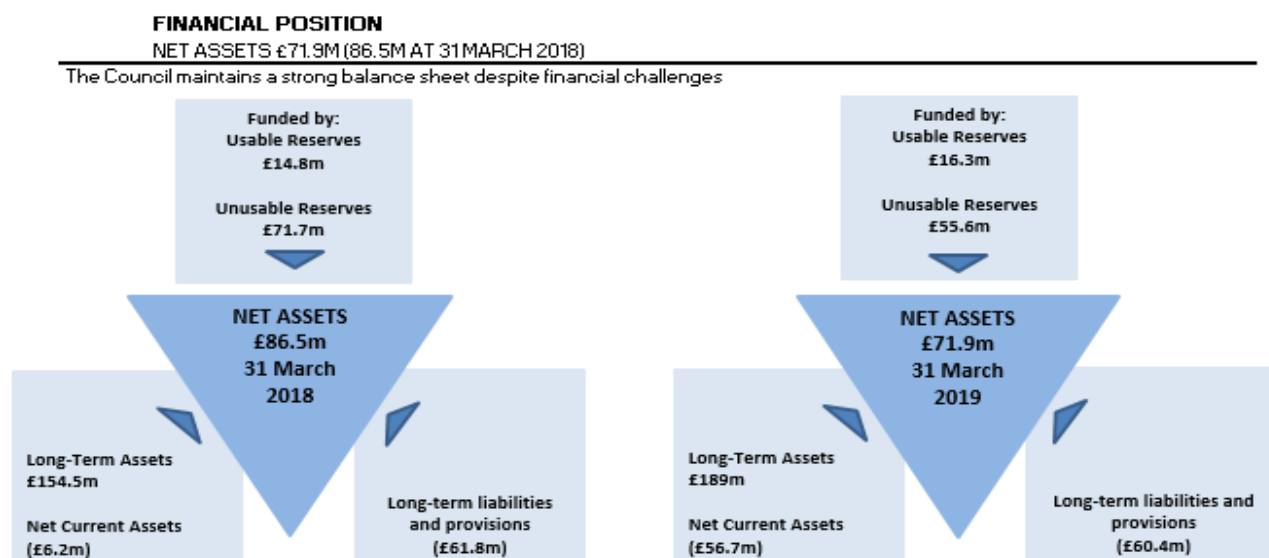 FINANCIAL POSITION
NET ASSETS £71.9M (86.5M AT 31 MARCH 2018)
The Council maintains a strong balance sheet despite financial challenges
Funded by:
Usable Reserves
£14.8m
Unusable Reserves
£71.7m
NET ASSETS
£86.5m
31 March
2018
Long-Term Assets
£154.5m
Net Current Assets
(£6.2m)
Long-term liabilities
and provisions
(£61.8m)
Funded by:
Usable Reserves
£16.3m
Unusable Reserves
£55.6m
NET ASSETS
£71.9m
31 March
2019
Long-Term Assets
£189m
Net Current Assets
(£56.7m)
Long-term liabilities and
provisions
(£60.4m)